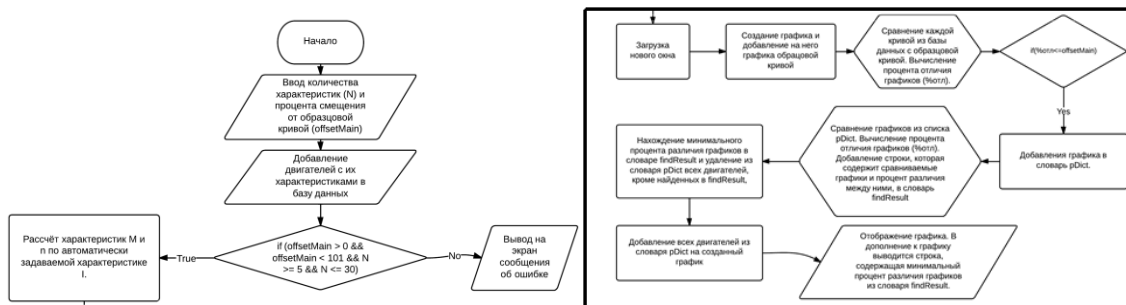 Начало
Ввод количества
характеристик (N) и
процента смещения
от образцовой
кривой (offsetMain)
Добавление
двигателей с их
характеристиками в
базу данных
if (offsetMain > 0 &&
offsetMain < 101 && N
>= 5 && N <= 30)
True
No
Рассчёт характеристик M и
n по автоматически
задаваемой характеристике
I.
Вывод на
экран
сообщения
об ошибке
Загрузка
нового окна
Создание графика и
добавление на него
графика обрацовой
кривой
Сравнение каждой
кривой из базы
данных с образцовой
кривой. Вычисление
процента отличия
графиков (%отл).
if(%отл<=offsetMain)
Yes
Добавления графика в
словарь pDict.
Сравнение графиков из списка
pDict. Вычисление процента
отличия графиков (%отл).
Добавление строки, которая
содержит сравниваемые
графики и процент различия
между ними, в словарь
findResult
Нахождение минимального
процента различия графиков в
словаре findResult и удаление из
словаря pDict всех двигателей,
кроме найденных в findResult,
Добавление всех двигателей из
словаря pDict на созданный
график
Отображение графика. В
дополнение к графику
выводится строка,
содержащая минимальный
процент различия графиков
из словаря findResult.